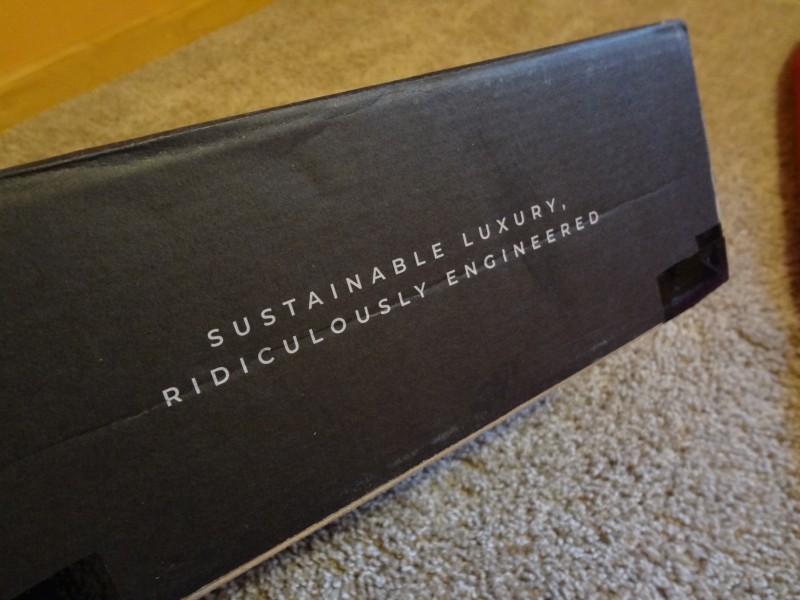 SUSTAINABLE LUXURY,
RIDICULOUSLY ENGINEERED